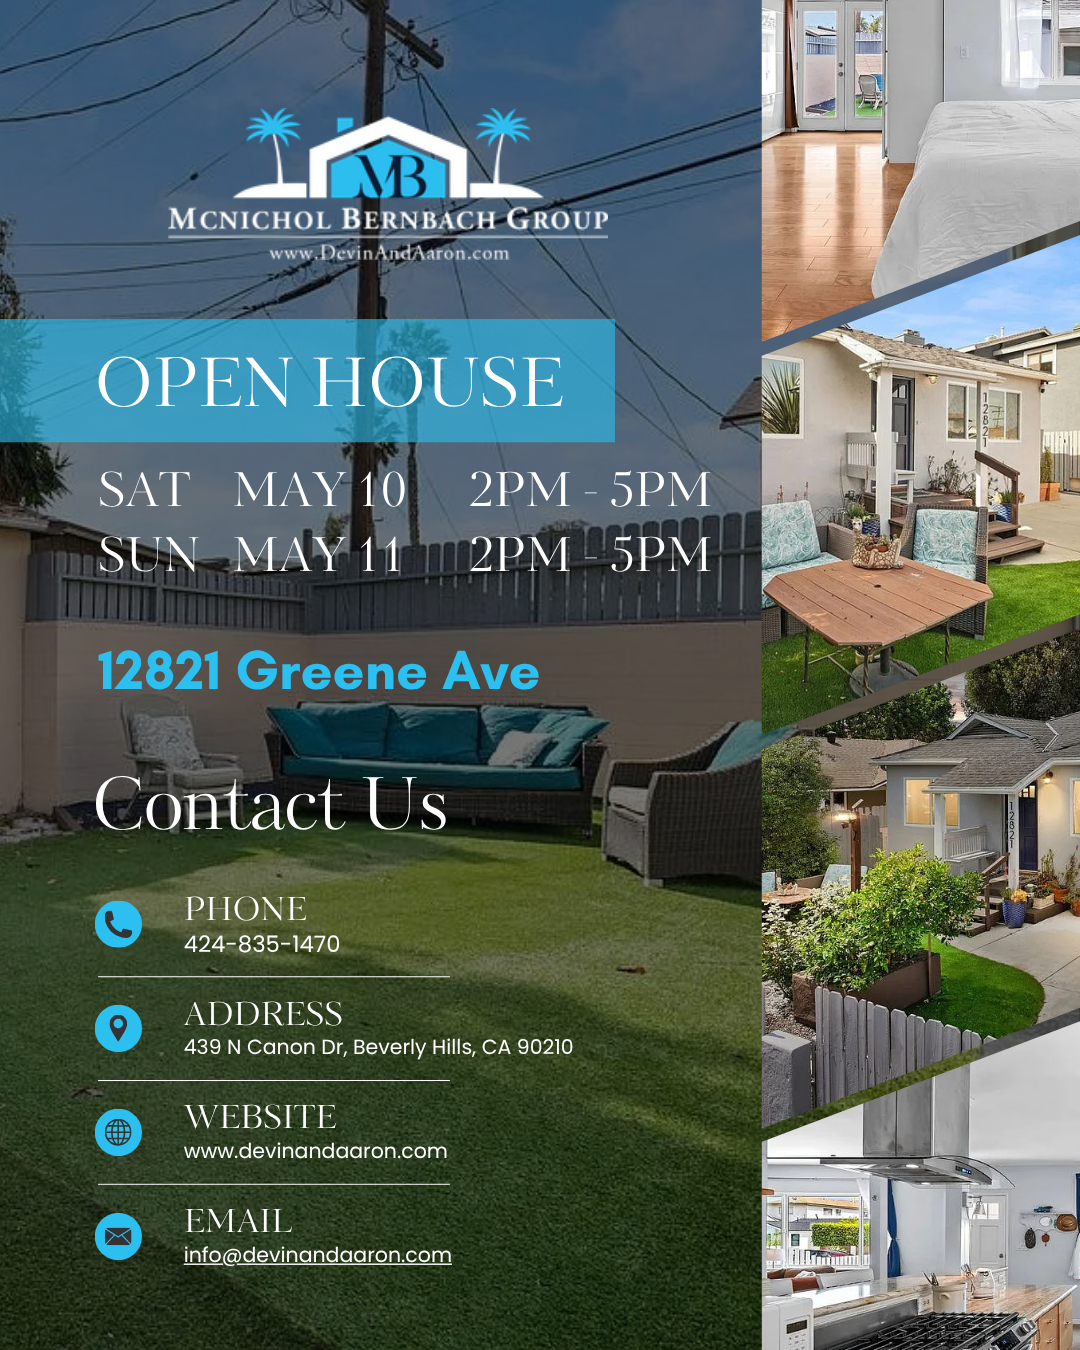 MB
MCNICHOL BERNBACH GROUP
www.DevinAndAaron.com
OPEN HOUSE
SAT MAY 10 2PM - 5PM
SUN MAY 11 2PM - 5PM
12821 Greene Ave
Contact Us
PHONE
424-835-1470
ADDRESS
439 N Canon Dr, Beverly Hills, CA 90210
WEBSITE
www.devinandaaron.com
EMAIL
info@devinandaaron.com
12821
12821